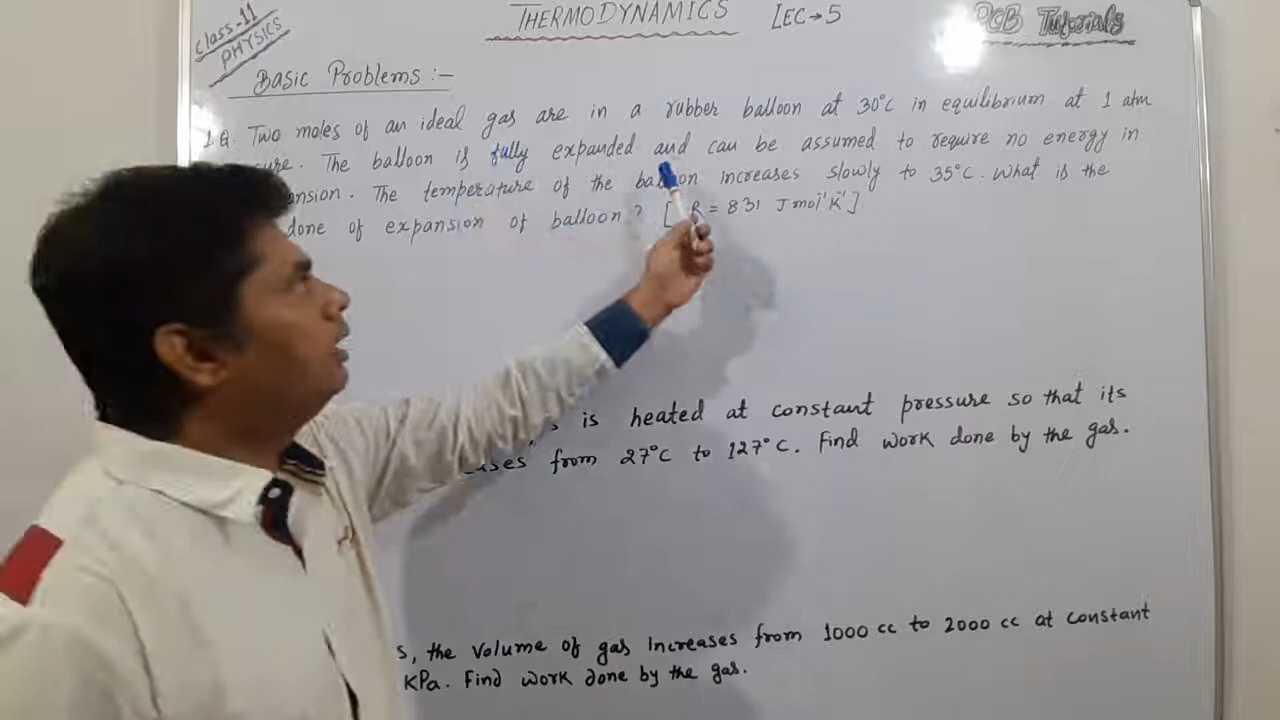 Class-11
PHYSICS
THERMODYNAMICS LEC→5
PCB Tutorials
Basic Problems :-
1Q. Two moles of an ideal gas are in a rubber balloon at 30°C in equilibrium at 1 atm
The balloon is fully expanded and can be assumed to require no energy in
The temperature of the balloon increases slowly to 35°C. What is the
done of expansion of balloon? [ R = 8.31 J mol⁻¹ K⁻¹ ]
is heated at constant pressure so that its
from 27°C to 127°C. Find work done by the gas.
s, the volume of gas increases from 1000 cc to 2000 cc at constant
KPa. Find work done by the gas.